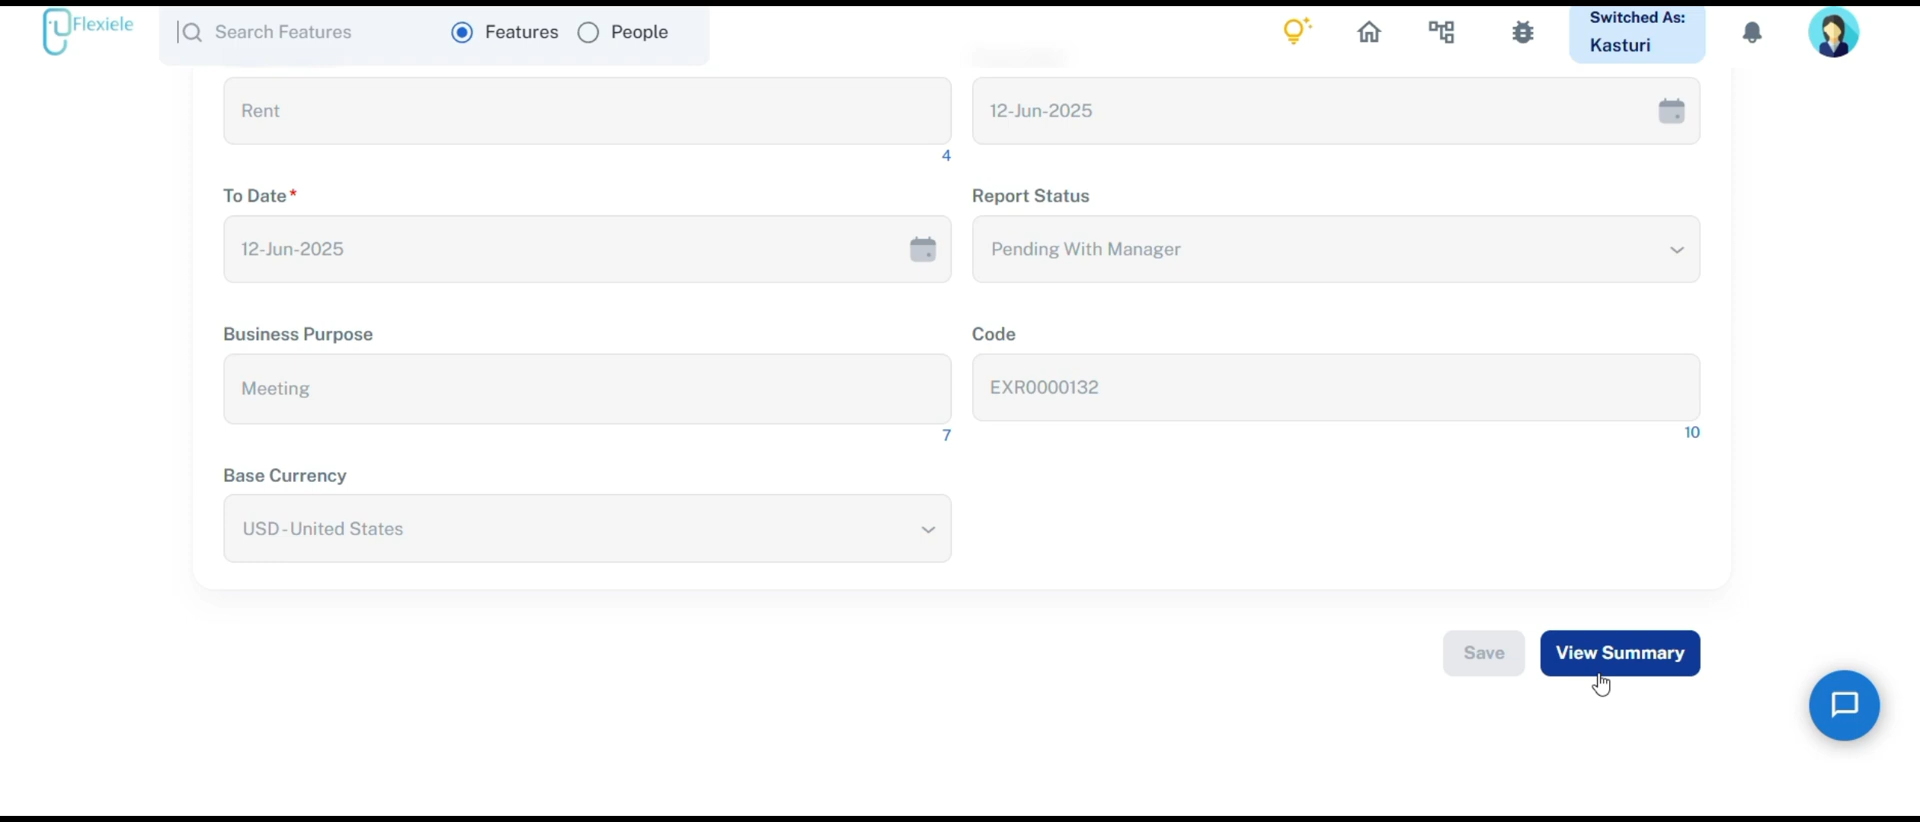 Flexiele
Search Features
Features
People
Switched As:
Kasturi
Rent
12-Jun-2025
4
To Date*
Report Status
12-Jun-2025
Pending With Manager
Business Purpose
Code
Meeting
EXR0000132
7
10
Base Currency
USD - United States
Save
View Summary